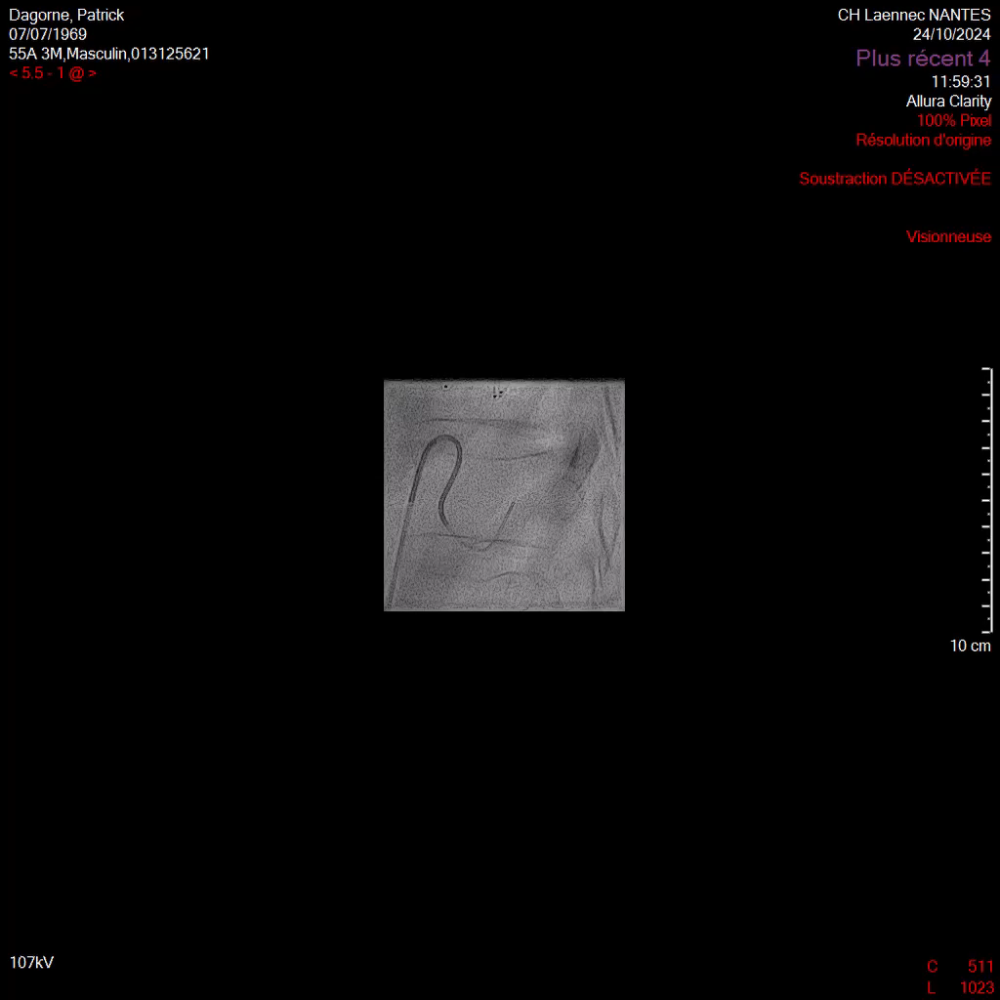 Dagorne, Patrick
07/07/1969
55A 3M,Masculin,013125621
< 5.5 - 1 @ >
CH Laennec NANTES
24/10/2024
Plus récent 4
11:59:31
Allura Clarity
100% Pixel
Résolution d'origine
Soustraction DÉSACTIVÉE
Visionneuse
10 cm
107kV
C 511
L 1023